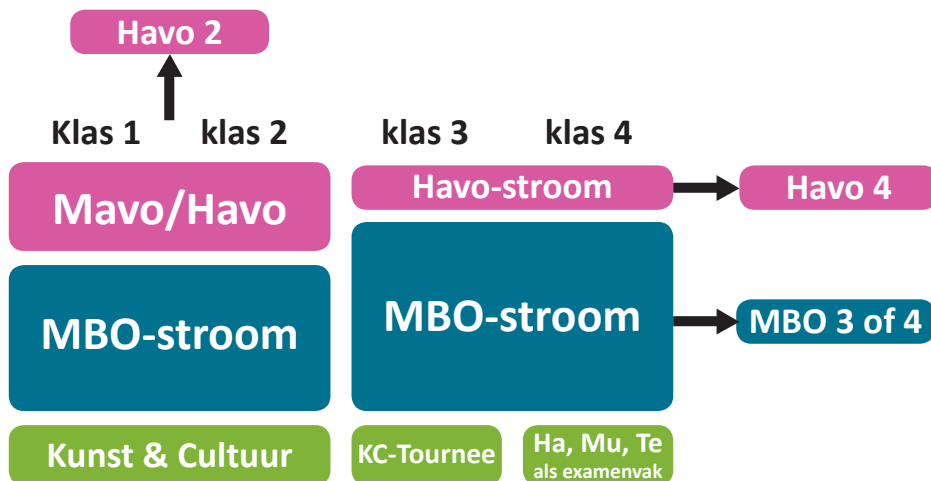 Havo 2
Klas 1
klas 2
klas 3
klas 4
Mavo/Havo
Havo-stroom
Havo 4
MBO-stroom
MBO-stroom
MBO 3 of 4
Kunst & Cultuur
KC-Tournee
Ha, Mu, Te
als examenvak